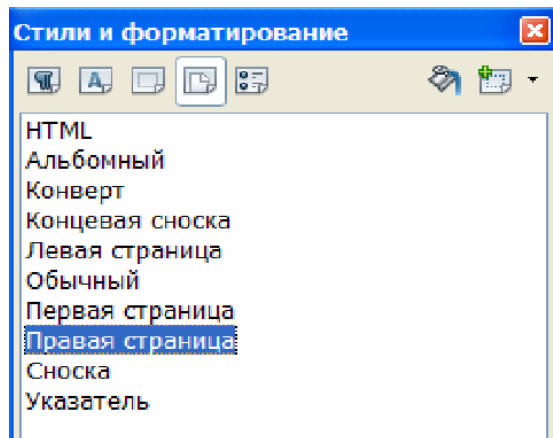 Стили и форматирование
HTML
Альбомный
Конверт
Концевая сноска
Левая страница
Обычный
Первая страница
Правая страница
Сноска
Указатель